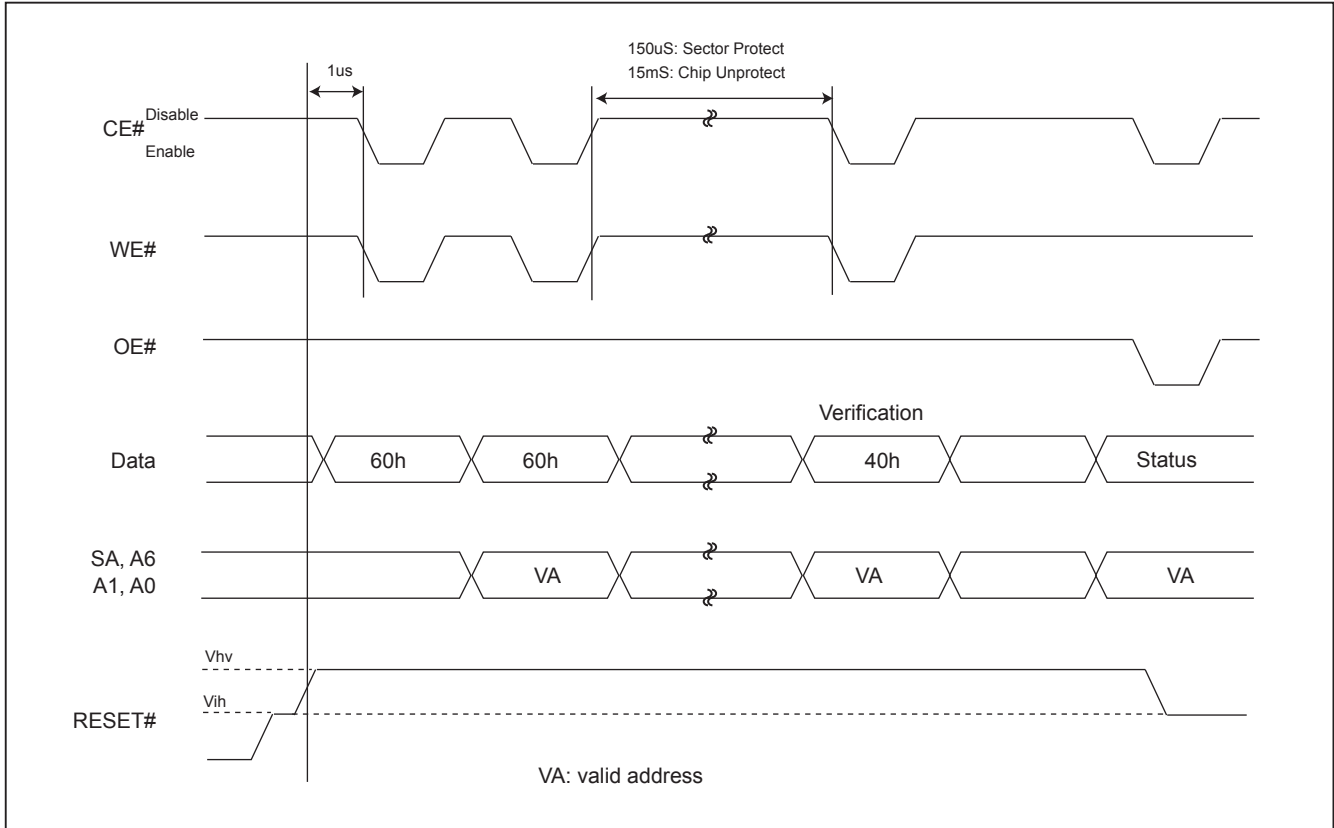 150uS: Sector Protect
1us
15mS: Chip Unprotect
CE#
Disable
Enable
WE#
OE#
Verification
Data
60h
60h
40h
Status
SA, A6
A1, A0
VA
VA
VA
Vhv
Vih
RESET#
VA: valid address